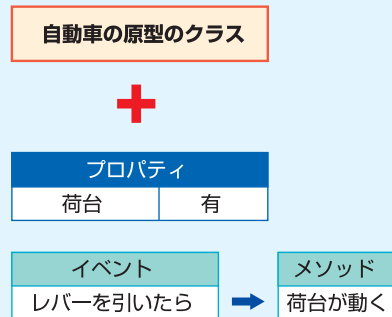 自動車の原型のクラス
+
プロパティ
荷台 有
イベント メソッド
レバーを引いたら 荷台が動く